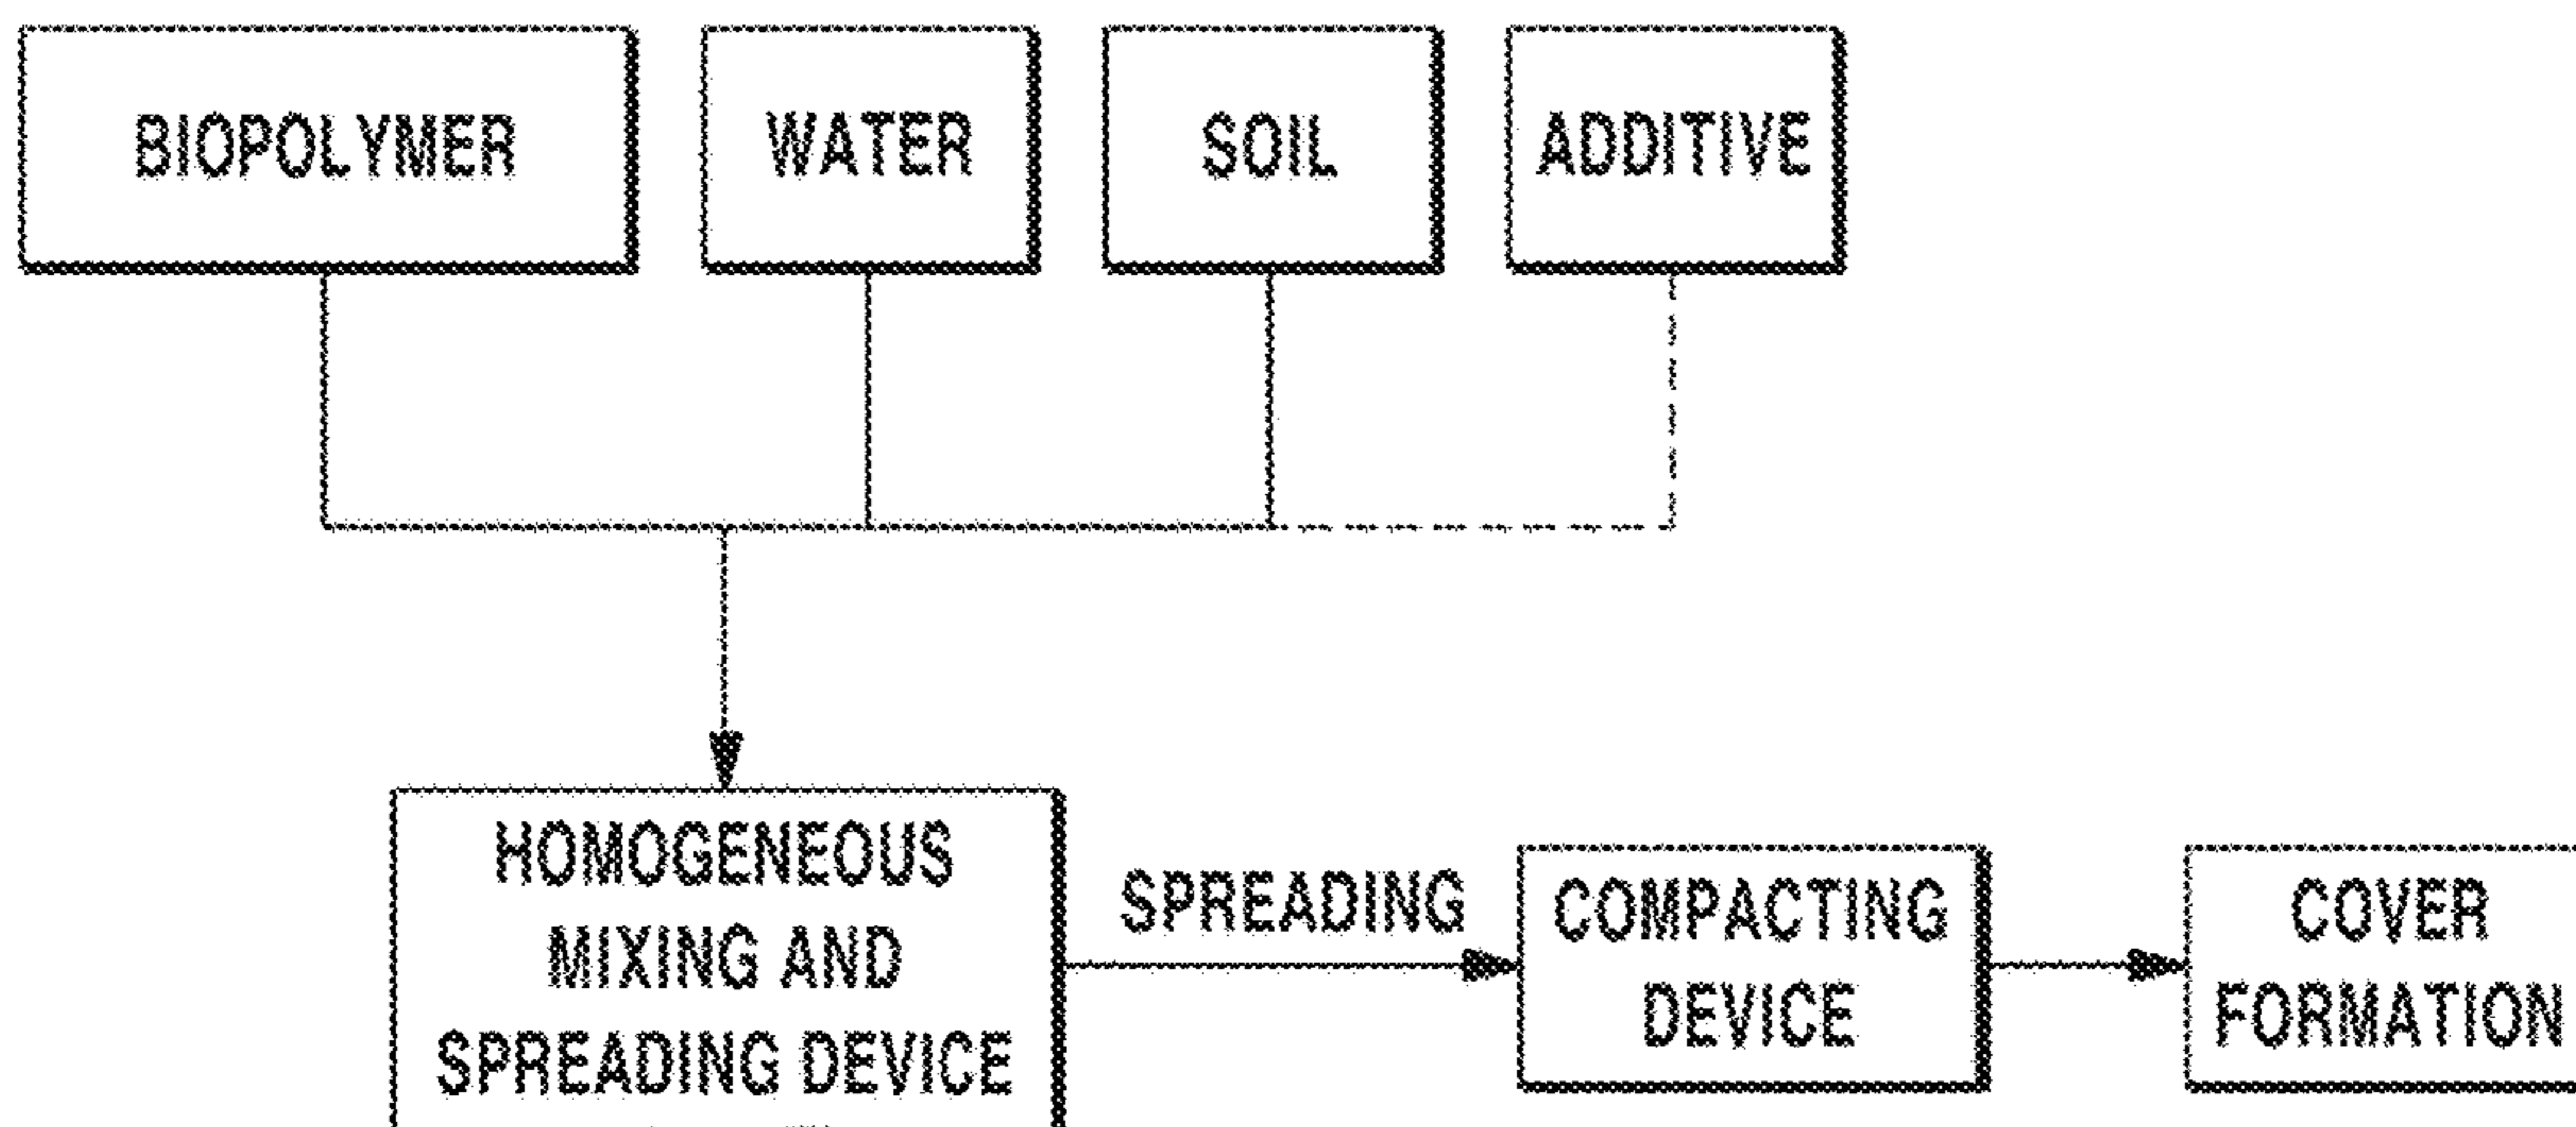 BIOPOLYMER
WATER
SOIL
ADDITIVE
HOMOGENEOUS
MIXING AND
SPREADING DEVICE
SPREADING
COMPACTING
DEVICE
COVER
FORMATION